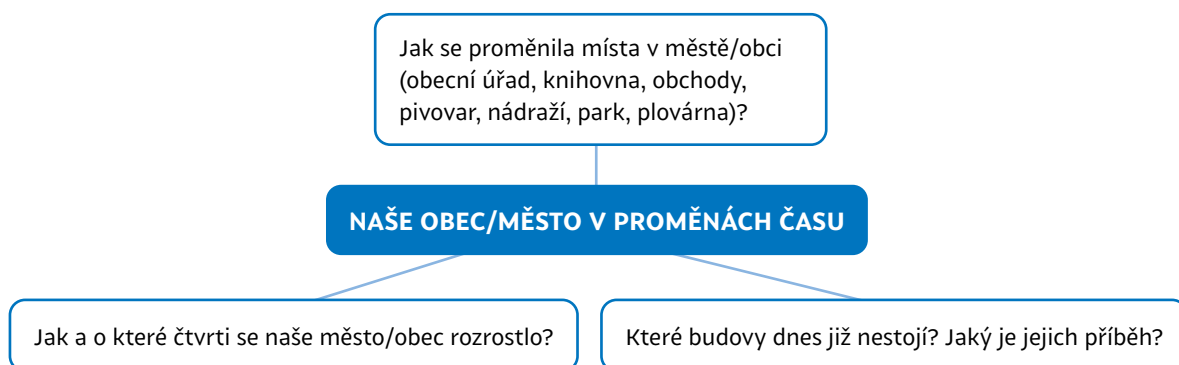 Jak se proměnila místa v městě/obci
(obecní úřad, knihovna, obchody,
pivovar, nádraží, park, plovárna)?
NAŠE OBEC/MĚSTO V PROMĚNÁCH ČASU
Jak a o které čtvrti se naše město/obec rozrostlo?
Které budovy dnes již nestojí? Jaký je jejich příběh?